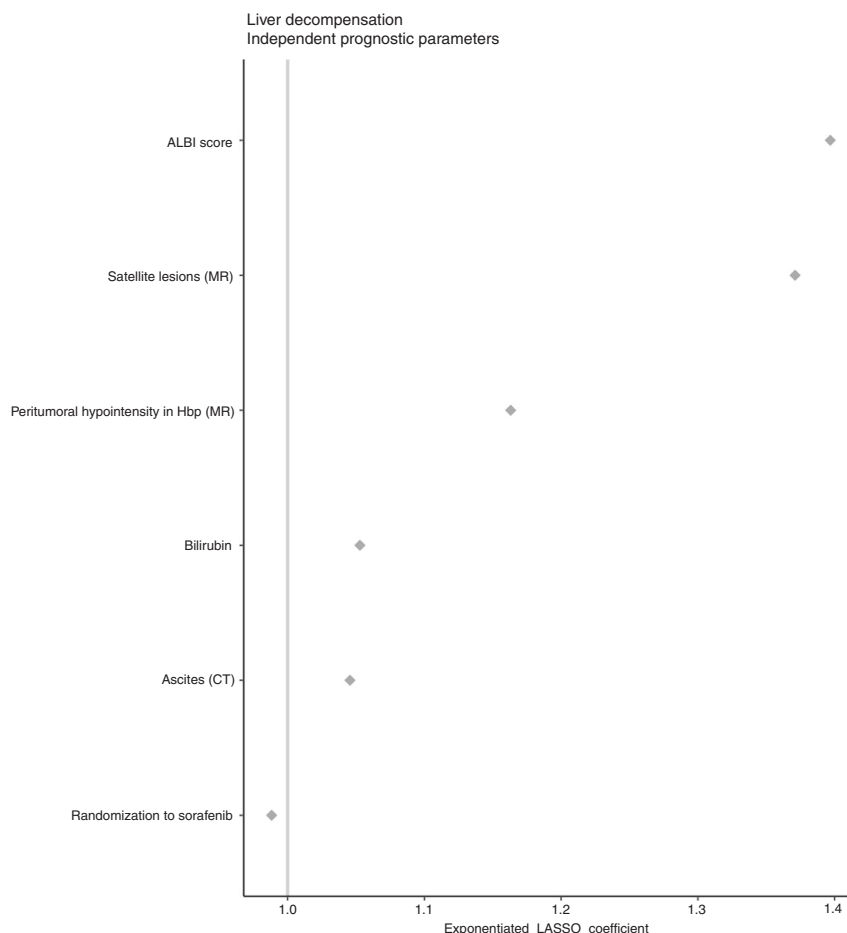 Liver decompensation
Independent prognostic parameters
ALBI score
Satellite lesions (MR)
Peritumoral hypointensity in Hbp (MR)
Bilirubin
Ascites (CT)
Randomization to sorafenib
1.0 1.1 1.2 1.3 1.4
Exponentiated LASSO coefficient